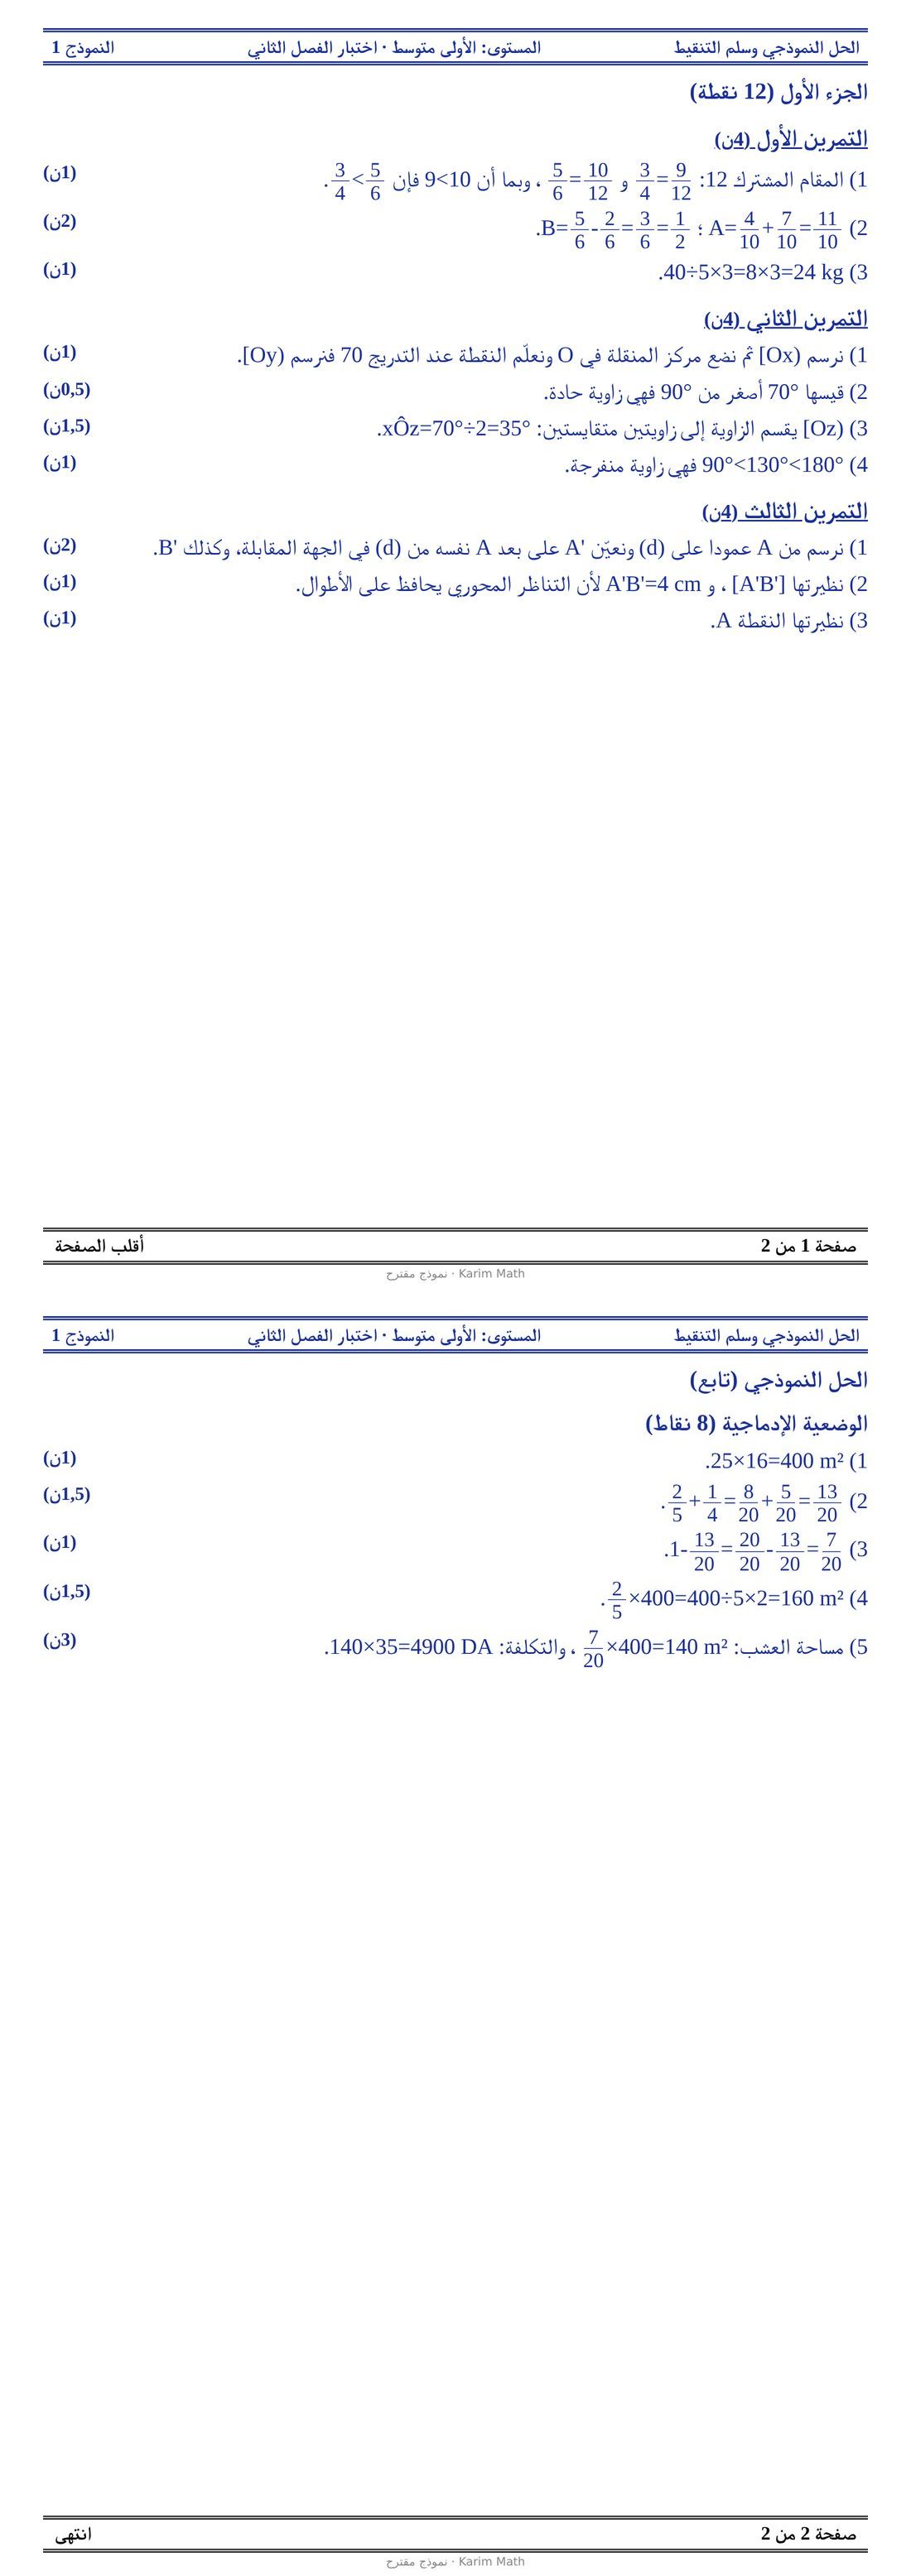 الحل النموذجي وسلم التنقيط المستوى: الأولى متوسط · اختبار الفصل الثاني النموذج 1
الجزء الأول (12 نقطة)
التمرين الأول (4ن)
1) المقام المشترك 12: 3/4=9/12 و 5/6=10/12 ، وبما أن 9<10 فإن 3/4<5/6. (1ن)
2) A=4/10+7/10=11/10 ؛ B=5/6-2/6=3/6=1/2. (2ن)
3) 40÷5×3=8×3=24 kg. (1ن)
التمرين الثاني (4ن)
1) نرسم [Ox) ثم نضع مركز المنقلة في O ونعلّم النقطة عند التدريج 70 فنرسم [Oy). (1ن)
2) قيسها 70° أصغر من 90° فهي زاوية حادة. (0,5ن)
3) [Oz) يقسم الزاوية إلى زاويتين متقايستين: xÔz=70°÷2=35°. (1,5ن)
4) 90°<130°<180° فهي زاوية منفرجة. (1ن)
التمرين الثالث (4ن)
1) نرسم من A عمودا على (d) ونعيّن A' على بعد A نفسه من (d) في الجهة المقابلة، وكذلك B'. (2ن)
2) نظيرتها [A'B'] ، و A'B'=4 cm لأن التناظر المحوري يحافظ على الأطوال. (1ن)
3) نظيرتها النقطة A. (1ن)
صفحة 1 من 2 أقلب الصفحة
Karim Math · نموذج مقترح
الحل النموذجي وسلم التنقيط المستوى: الأولى متوسط · اختبار الفصل الثاني النموذج 1
الحل النموذجي (تابع)
الوضعية الإدماجية (8 نقاط)
1) 25×16=400 m². (1ن)
2) 2/5+1/4=8/20+5/20=13/20. (1,5ن)
3) 1-13/20=20/20-13/20=7/20. (1ن)
4) 2/5×400=400÷5×2=160 m². (1,5ن)
5) مساحة العشب: 7/20×400=140 m² ، والتكلفة: 140×35=4900 DA. (3ن)
صفحة 2 من 2 انتهى
Karim Math · نموذج مقترح